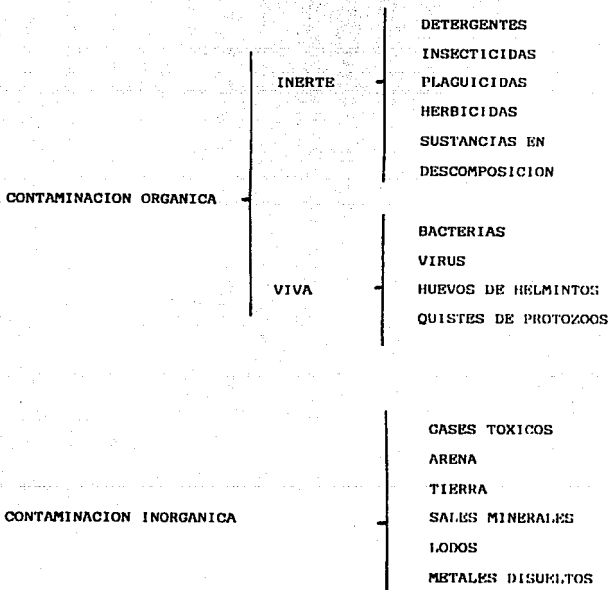 CONTAMINACION ORGANICA
INERTE
DETERGENTES
INSECTICIDAS
PLAGUICIDAS
HERBICIDAS
SUSTANCIAS EN
DESCOMPOSICION
VIVA
BACTERIAS
VIRUS
HUEVOS DE HELMINTOS
QUISTES DE PROTOZOOS
CONTAMINACION INORGANICA
GASES TOXICOS
ARENA
TIERRA
SALES MINERALES
LODOS
METALES DISUELTOS